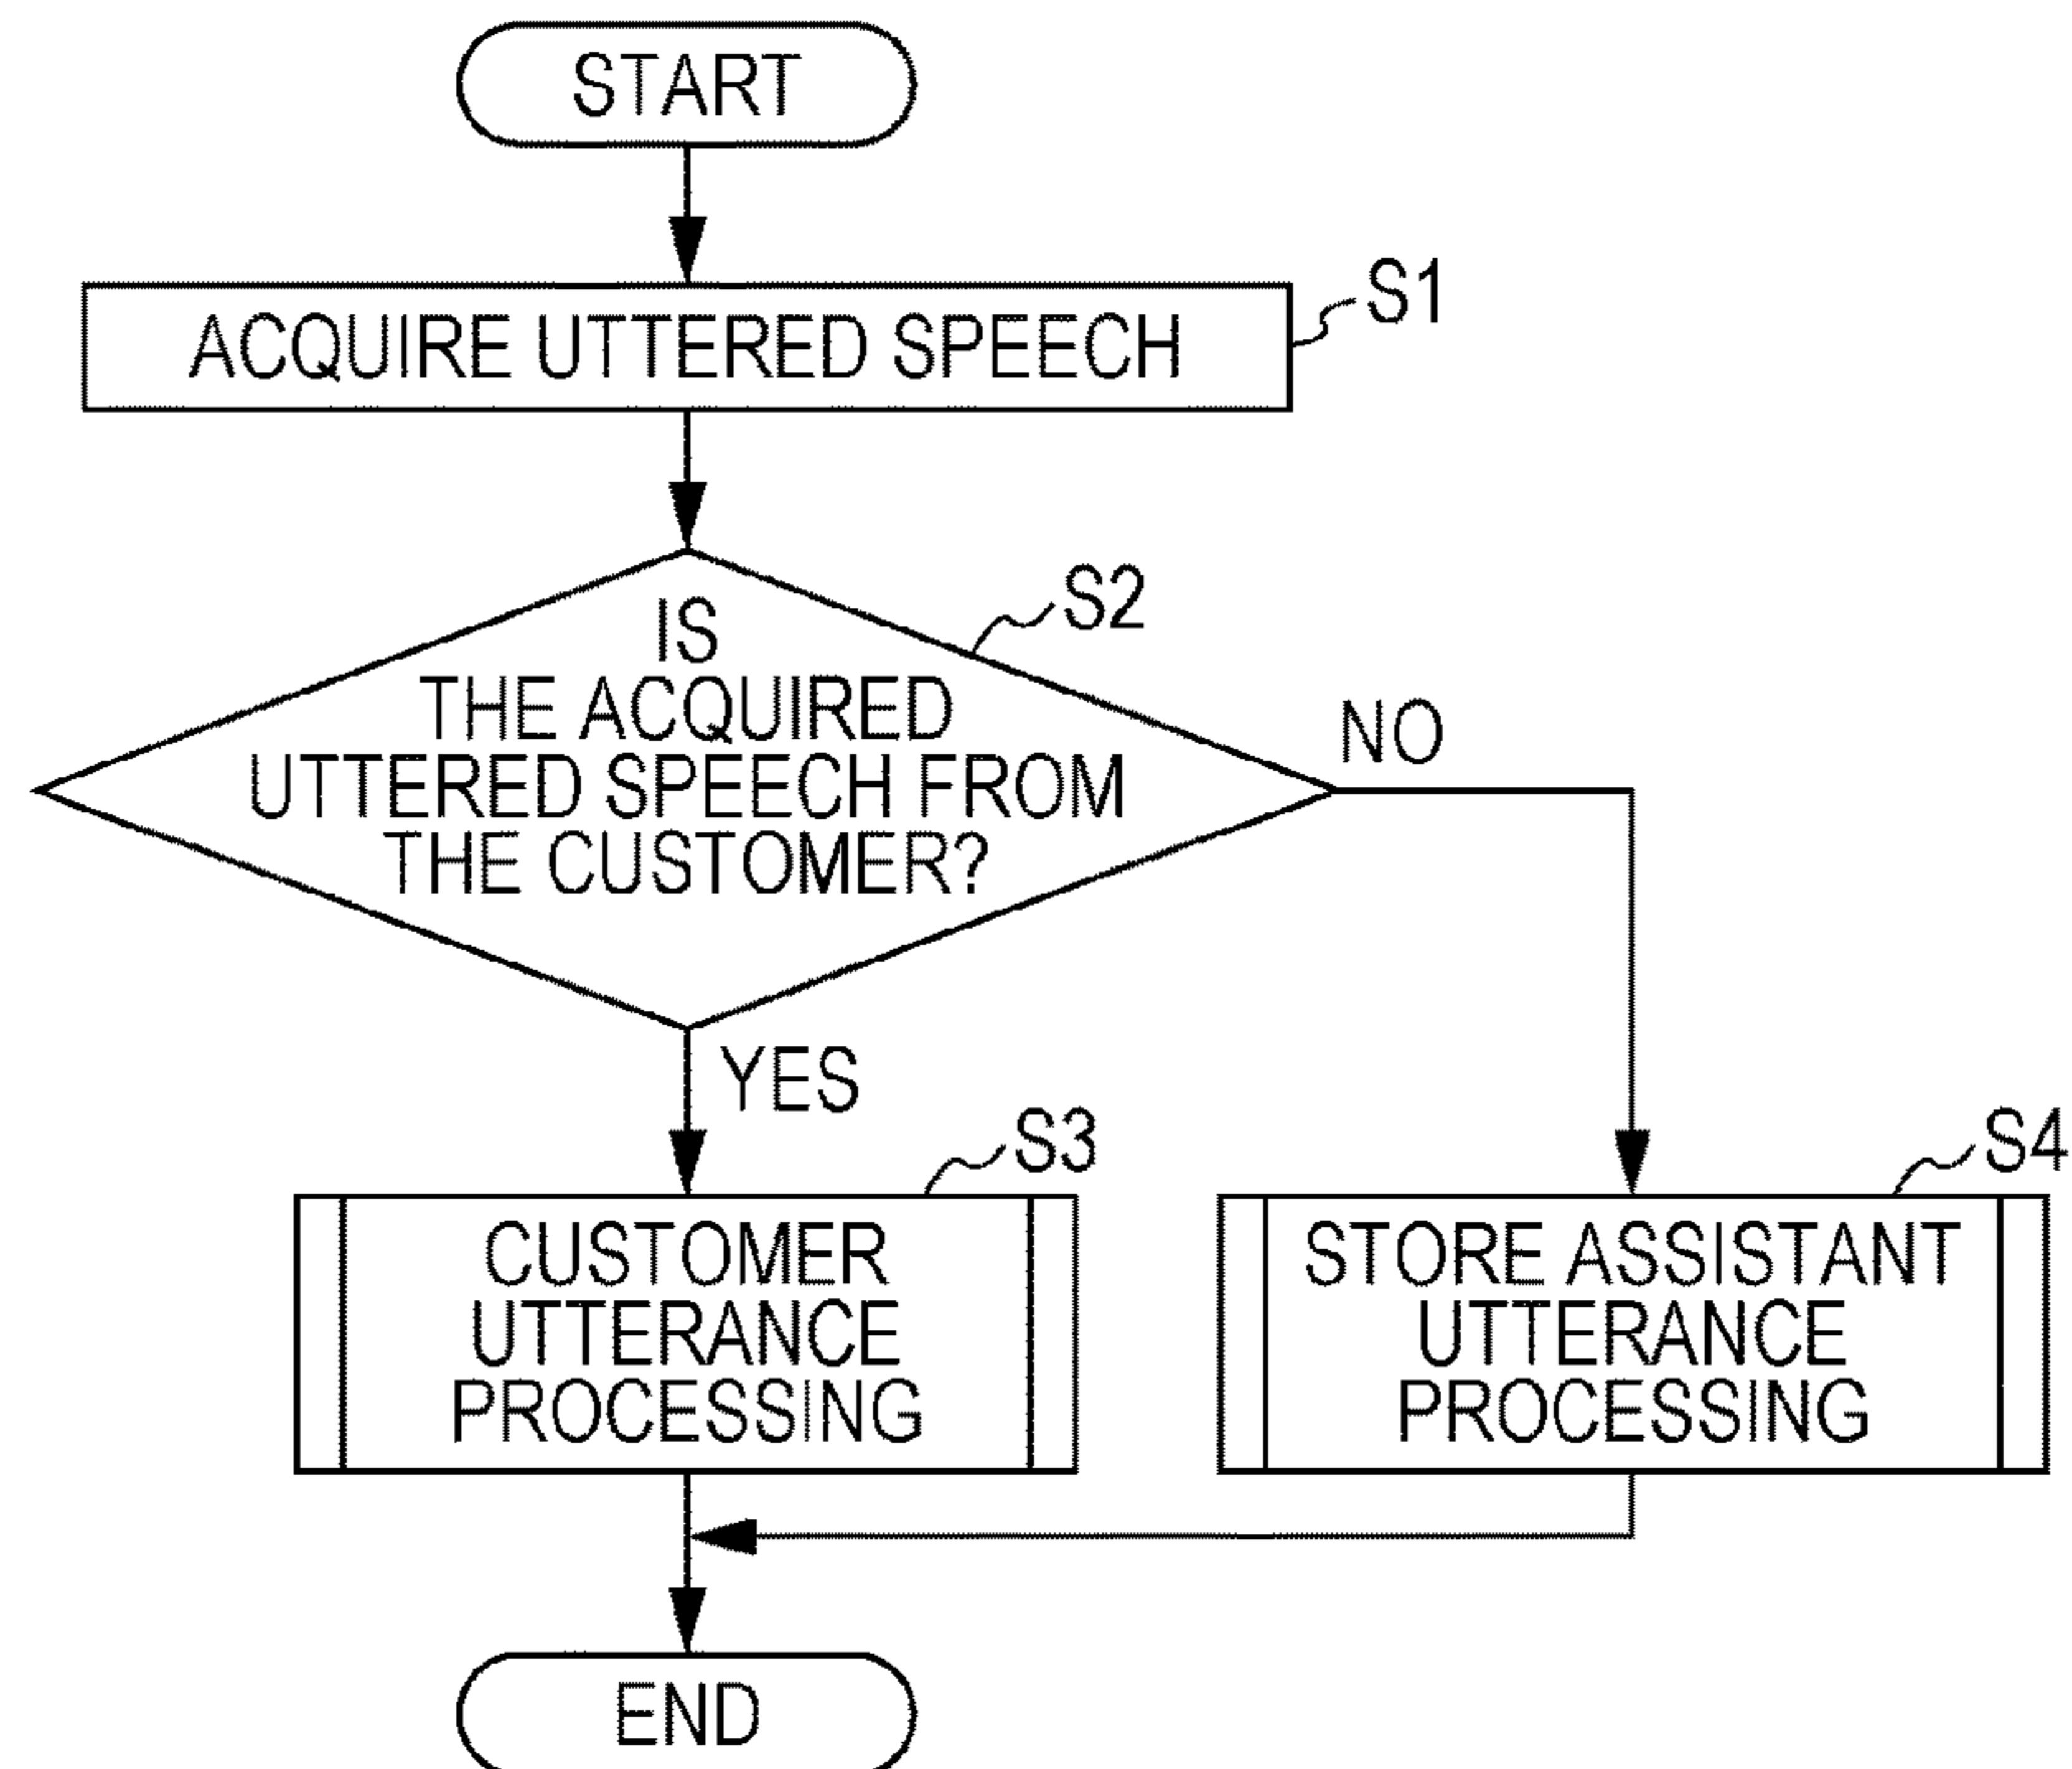 START
ACQUIRE UTTERED SPEECH
S1
IS
THE ACQUIRED
UTTERED SPEECH FROM
THE CUSTOMER?
S2
NO
YES
S3
CUSTOMER
UTTERANCE
PROCESSING
S4
STORE ASSISTANT
UTTERANCE
PROCESSING
END